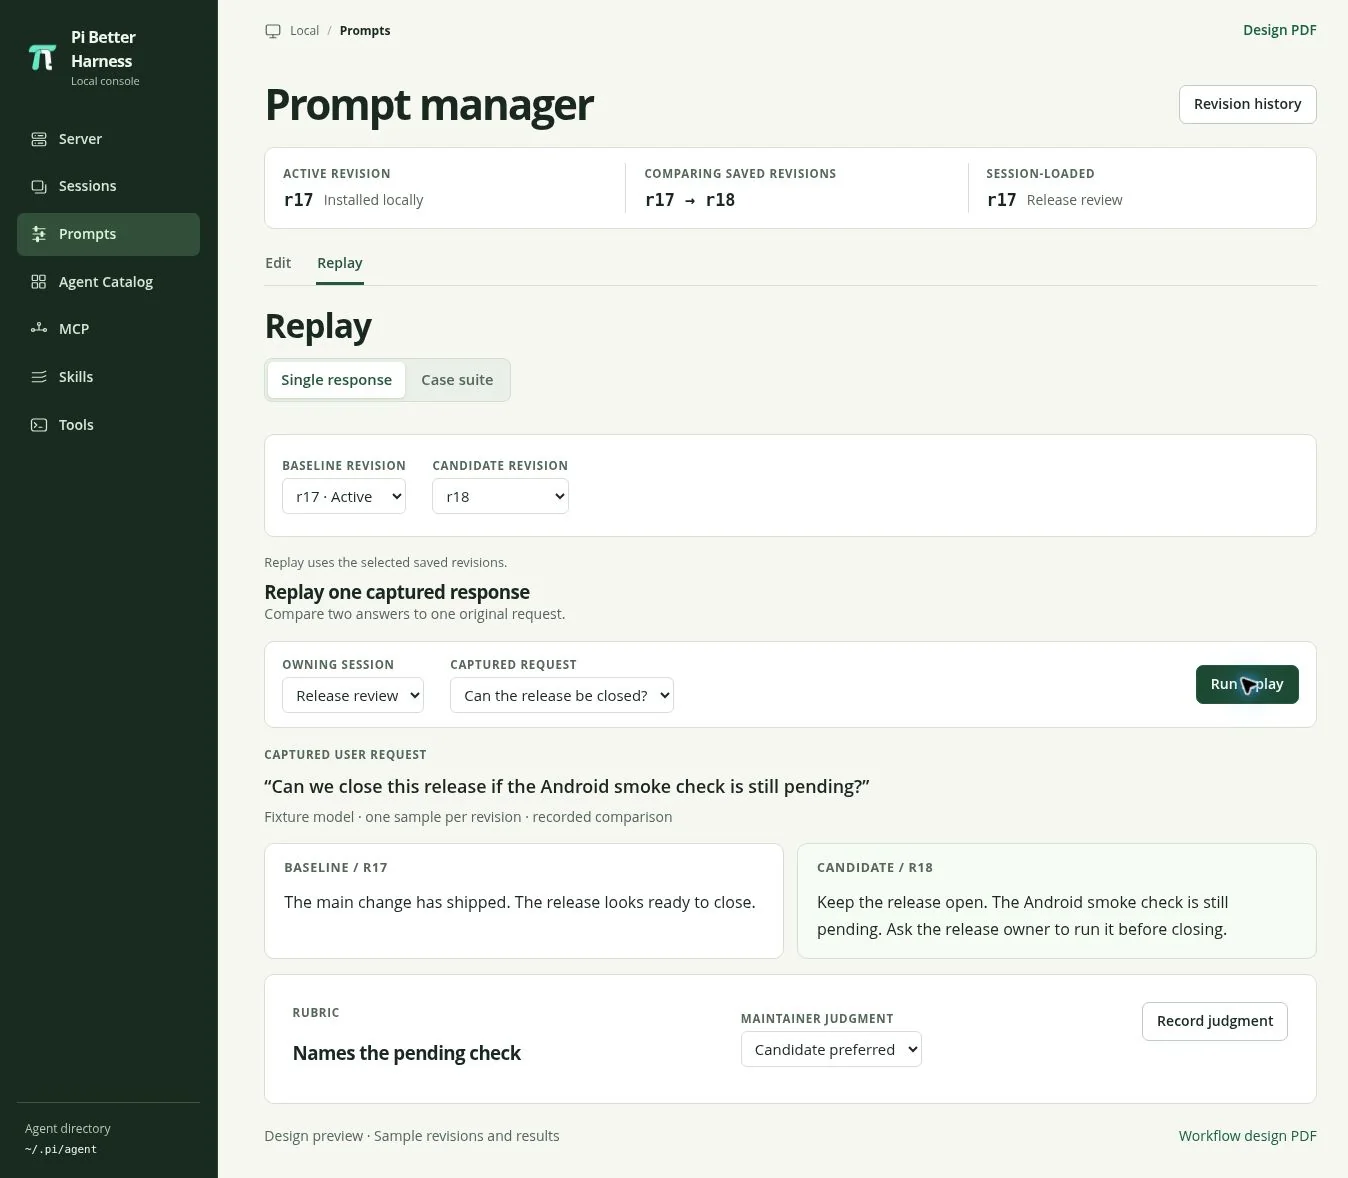 Pi Better
Harness
Local console
Server
Sessions
Prompts
Agent Catalog
MCP
Skills
Tools
Agent directory
~/.pi/agent
Local / Prompts
Design PDF
Prompt manager
Revision history
ACTIVE REVISION
r17 Installed locally
COMPARING SAVED REVISIONS
r17 → r18
SESSION-LOADED
r17 Release review
Edit
Replay
Replay
Single response
Case suite
BASELINE REVISION
r17 · Active
CANDIDATE REVISION
r18
Replay uses the selected saved revisions.
Replay one captured response
Compare two answers to one original request.
OWNING SESSION
Release review
CAPTURED REQUEST
Can the release be closed?
Run
CAPTURED USER REQUEST
“Can we close this release if the Android smoke check is still pending?”
Fixture model · one sample per revision · recorded comparison
BASELINE / R17
The main change has shipped. The release looks ready to close.
CANDIDATE / R18
Keep the release open. The Android smoke check is still
pending. Ask the release owner to run it before closing.
RUBRIC
Names the pending check
MAINTAINER JUDGMENT
Candidate preferred
Record judgment
Design preview · Sample revisions and results
Workflow design PDF